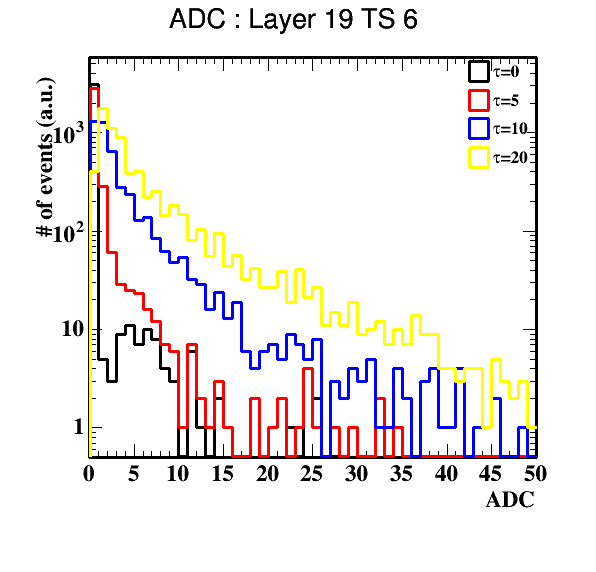 ADC : Layer 19 TS 6
# of events (a.u.)
τ=0
τ=5
τ=10
τ=20
10³
10²
10
1
0 5 10 15 20 25 30 35 40 45 50
ADC